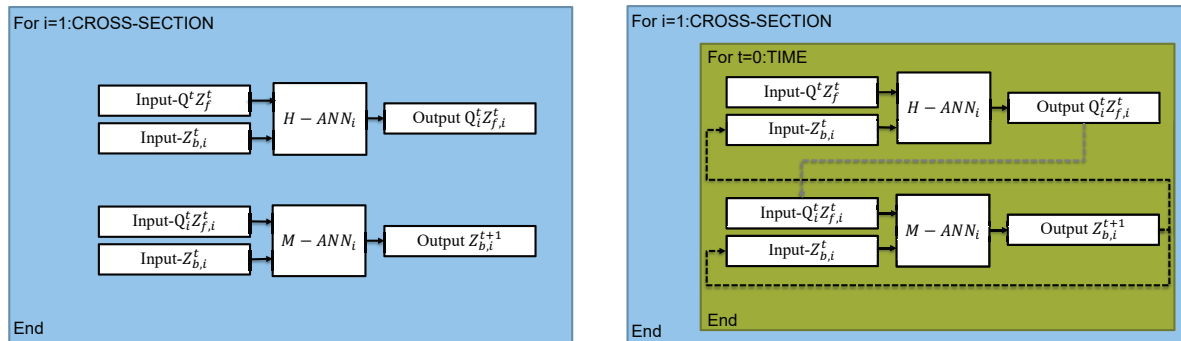 For i=1:CROSS-SECTION
Input-Q^t Z_f^t
Input-Z_{b,i}^t
H − ANN_i
Output Q_i^t Z_{f,i}^t
Input-Q_i^t Z_{f,i}^t
Input-Z_{b,i}^t
M − ANN_i
Output Z_{b,i}^{t+1}
End
For i=1:CROSS-SECTION
For t=0:TIME
Input-Q^t Z_f^t
Input-Z_{b,i}^t
H − ANN_i
Output Q_i^t Z_{f,i}^t
Input-Q_i^t Z_{f,i}^t
Input-Z_{b,i}^t
M − ANN_i
Output Z_{b,i}^{t+1}
End
End